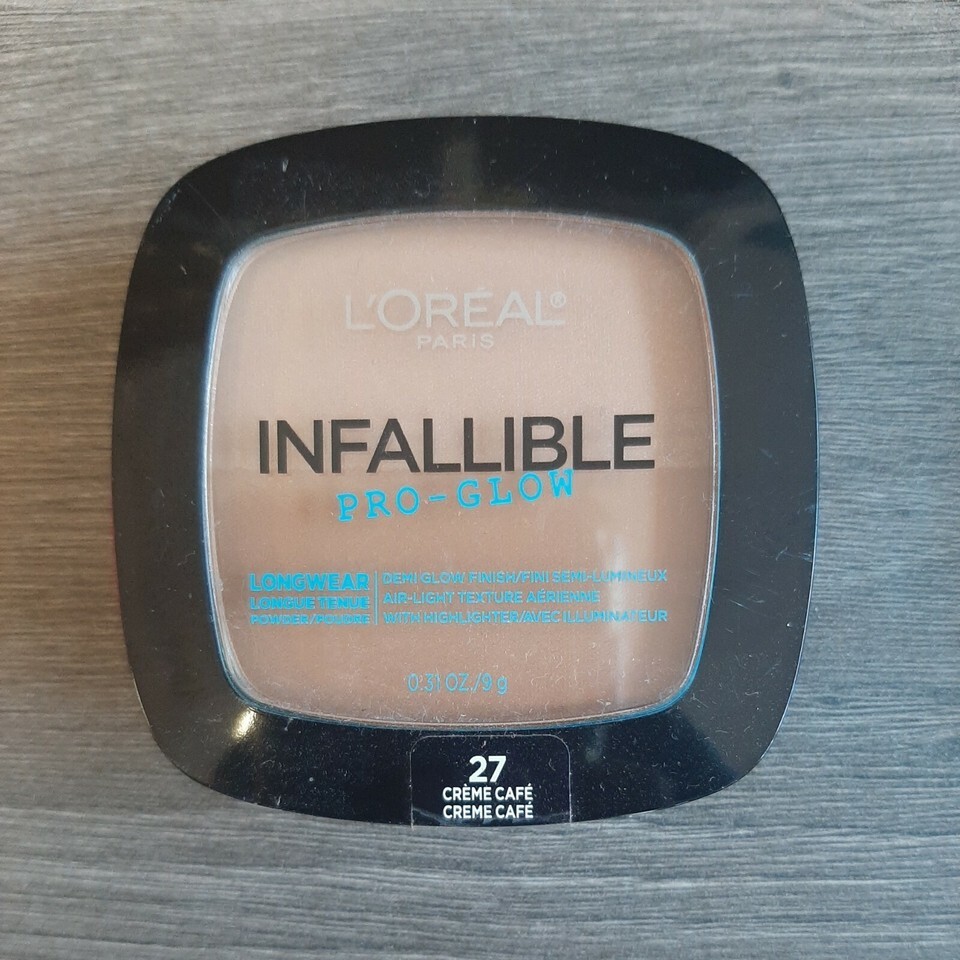 L'ORÉAL®
PARIS
INFALLIBLE
PRO-GLOW
LONGWEAR
LONGUE TENUE
POWDER/POUDRE
DEMI GLOW FINISH/FINI SEMI-LUMINEUX
AIR-LIGHT TEXTURE AÉRIENNE
WITH HIGHLIGHTER/AVEC ILLUMINATEUR
0.31 OZ./9 g
27
CRÈME CAFÉ
CREME CAFÉ